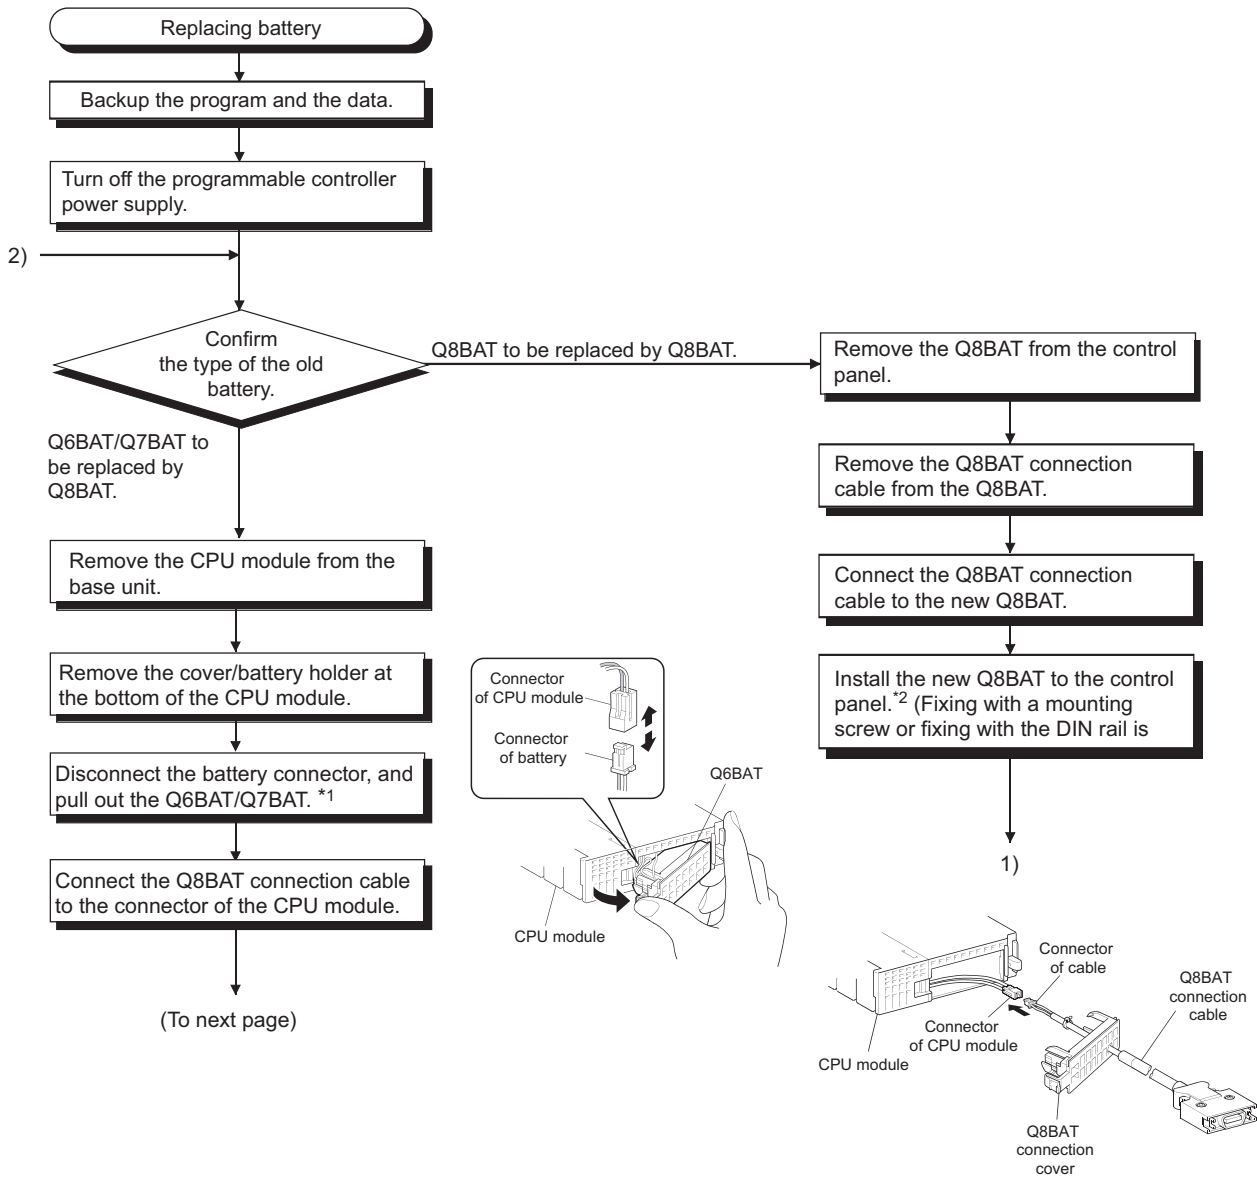 Replacing battery
Backup the program and the data.
Turn off the programmable controller
power supply.
2)
Confirm
the type of the old
battery.
Q8BAT to be replaced by Q8BAT.
Q6BAT/Q7BAT to
be replaced by
Q8BAT.
Remove the CPU module from the
base unit.
Remove the cover/battery holder at
the bottom of the CPU module.
Disconnect the battery connector, and
pull out the Q6BAT/Q7BAT. *1
Connect the Q8BAT connection cable
to the connector of the CPU module.
(To next page)
Connector
of CPU module
Connector
of battery
Q6BAT
CPU module
Remove the Q8BAT from the control
panel.
Remove the Q8BAT connection
cable from the Q8BAT.
Connect the Q8BAT connection
cable to the new Q8BAT.
Install the new Q8BAT to the control
panel.*2 (Fixing with a mounting
screw or fixing with the DIN rail is
1)
Connector
of cable
Q8BAT
connection
cable
Connector
of CPU module
CPU module
Q8BAT
connection
cover